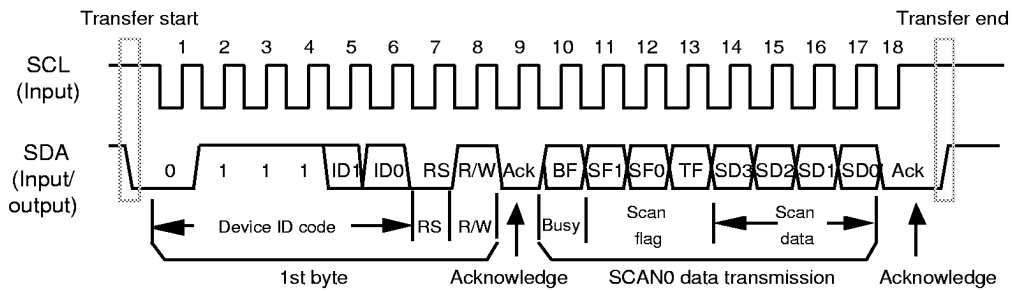 Transfer start Transfer end
1 2 3 4 5 6 7 8 9 10 11 12 13 14 15 16 17 18
SCL
(Input)
SDA
(Input/
output)
0 1 1 1 ID1 ID0 RS R/W Ack BF SF1 SF0 TF SD3 SD2 SD1 SD0 Ack
Device ID code RS R/W Busy Scan
flag
Scan
data
1st byte Acknowledge SCAN0 data transmission Acknowledge